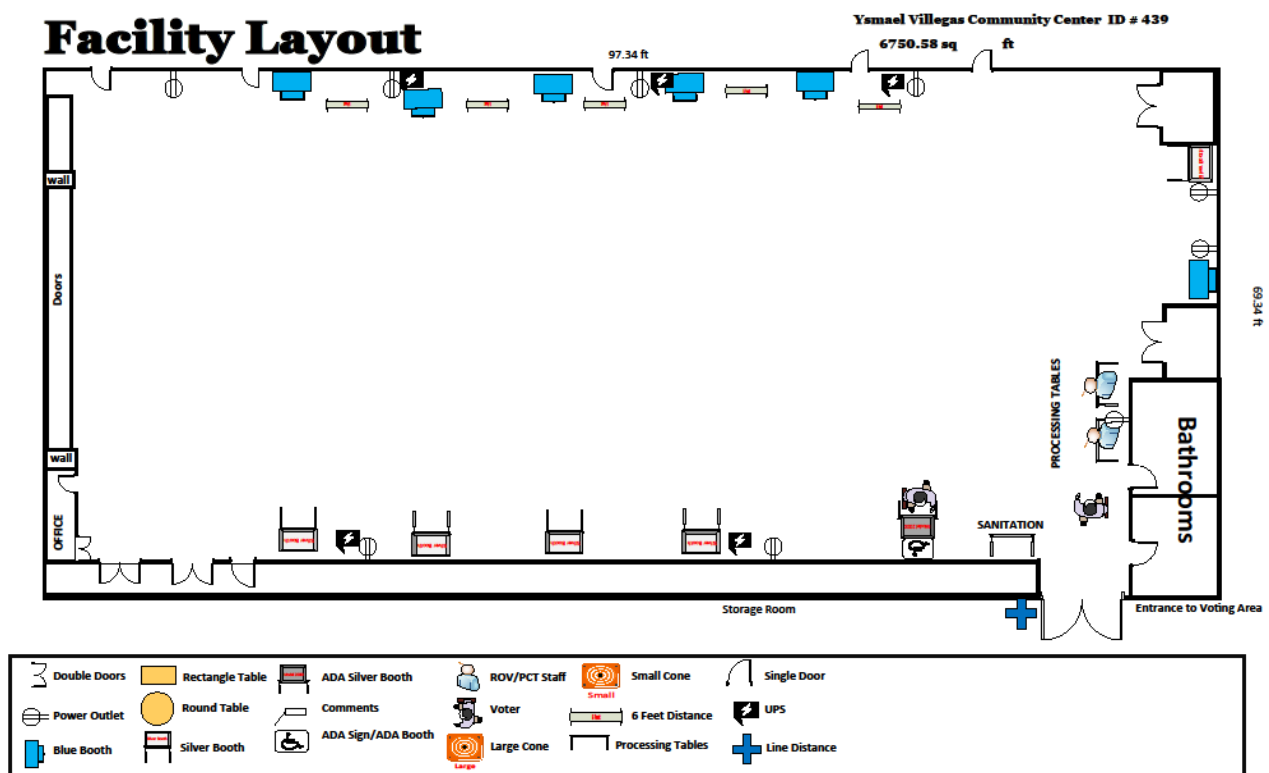 Facility Layout
Ysmael Villegas Community Center ID # 439
6750.58 sq ft
97.34 ft
wall
Doors
69.34 ft
wall
OFFICE
PROCESSING TABLES
Bathrooms
SANITATION
Storage Room
Entrance to Voting Area
Double Doors
Rectangle Table
ADA Silver Booth
ROV/PCT Staff
Small Cone
Small
Single Door
Power Outlet
Round Table
Comments
Voter
6 Feet Distance
UPS
Blue Booth
Silver Booth
ADA Sign/ADA Booth
Large Cone
Large
Processing Tables
Line Distance